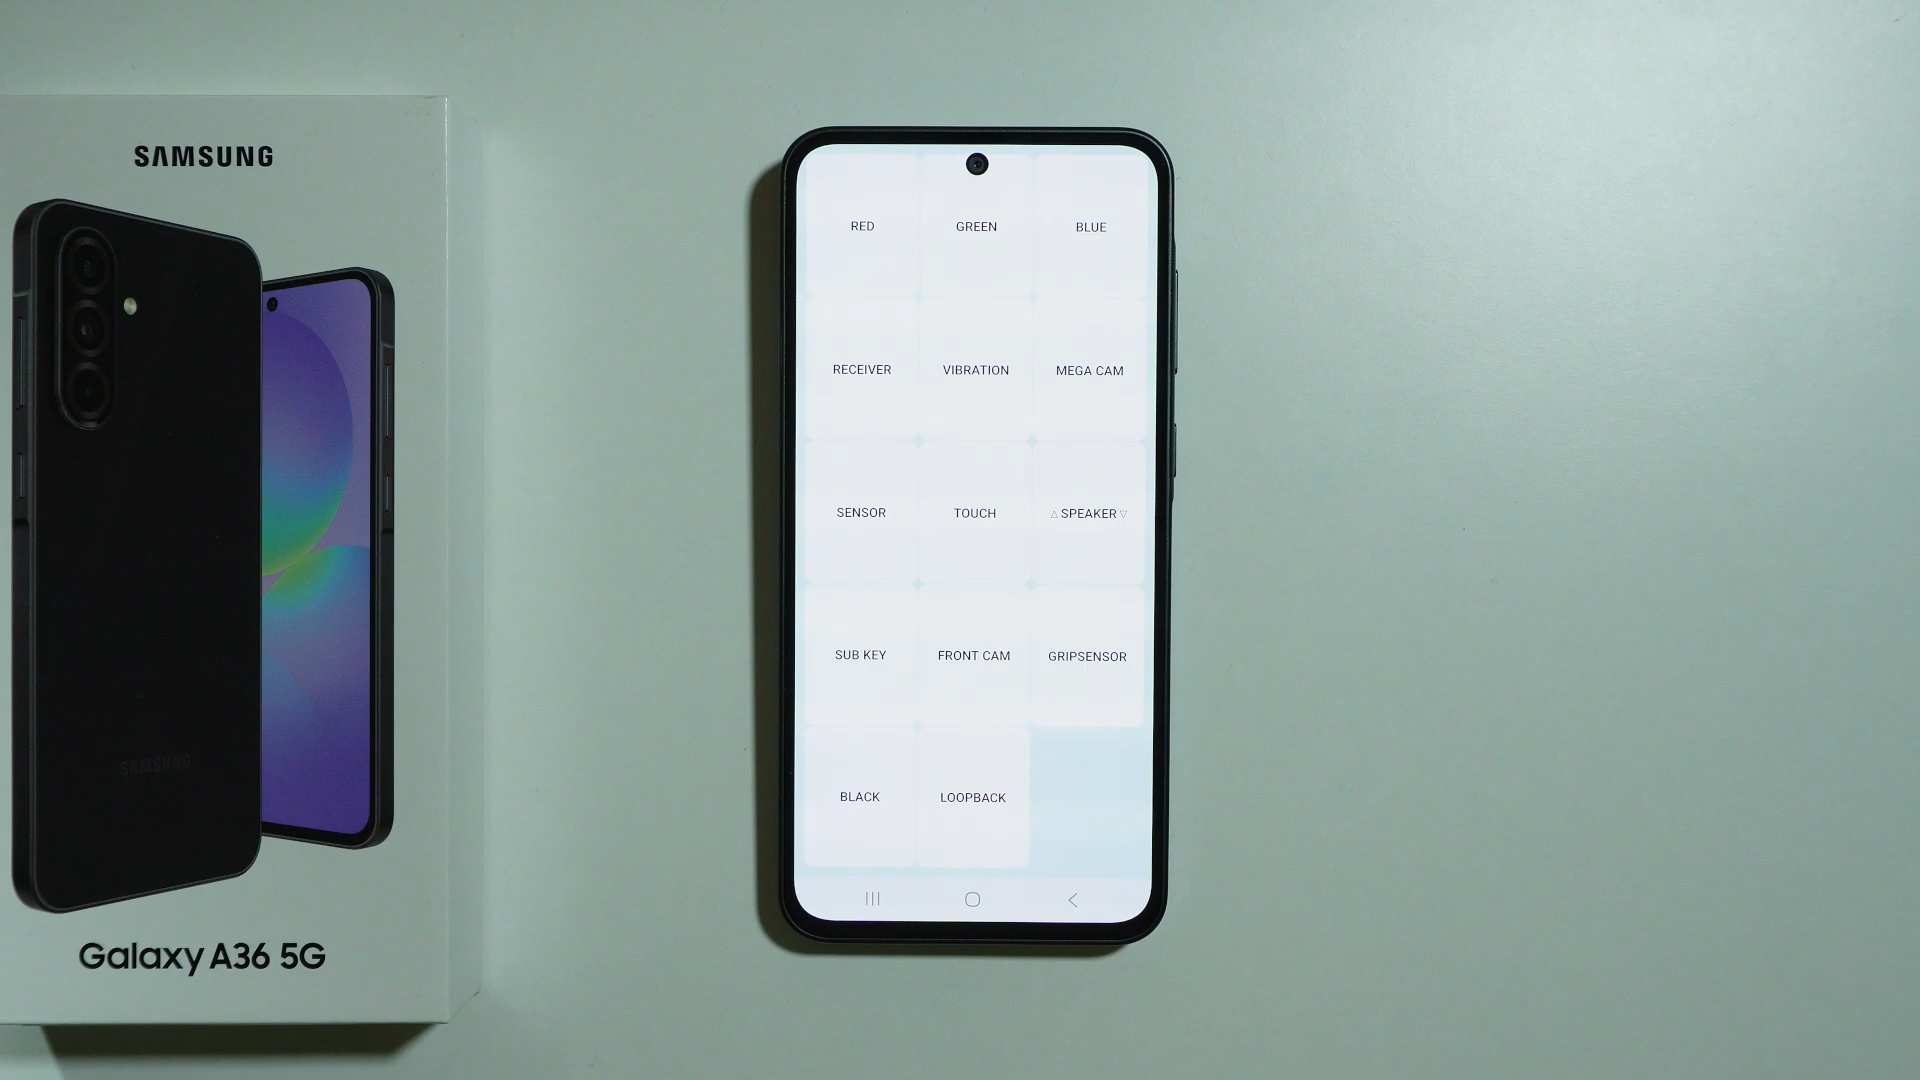 SAMSUNG
SAMSUNG
Galaxy A36 5G
RED GREEN BLUE
RECEIVER VIBRATION MEGA CAM
SENSOR TOUCH △ SPEAKER ▽
SUB KEY FRONT CAM GRIPSENSOR
BLACK LOOPBACK